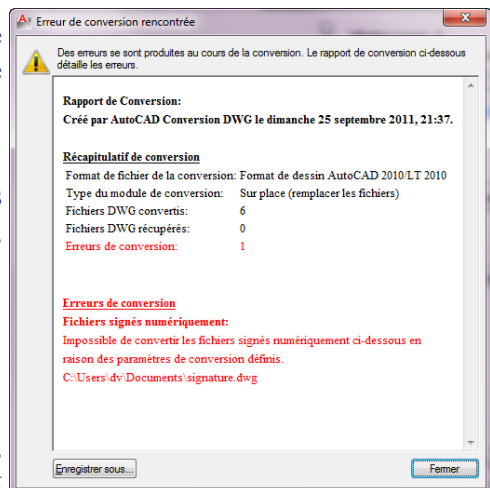 Erreur de conversion rencontrée
Des erreurs se sont produites au cours de la conversion. Le rapport de conversion ci-dessous
détaille les erreurs.
Rapport de Conversion:
Créé par AutoCAD Conversion DWG le dimanche 25 septembre 2011, 21:37.
Récapitulatif de conversion
Format de fichier de la conversion: Format de dessin AutoCAD 2010/LT 2010
Type du module de conversion: Sur place (remplacer les fichiers)
Fichiers DWG convertis: 6
Fichiers DWG récupérés: 0
Erreurs de conversion: 1
Erreurs de conversion
Fichiers signés numériquement:
Impossible de convertir les fichiers signés numériquement ci-dessous en
raison des paramètres de conversion définis.
C:\Users\dv\Documents\signature.dwg
Enregistrer sous... Fermer